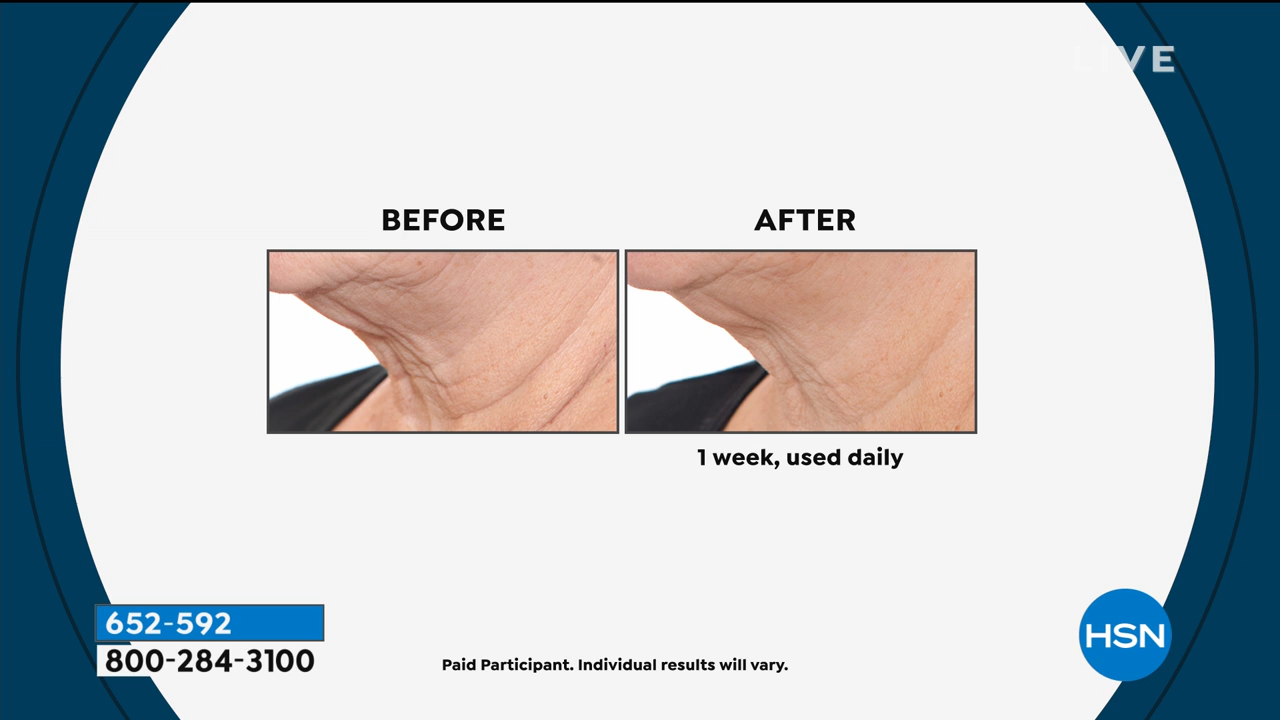 LIVE
BEFORE
AFTER
1 week, used daily
652-592
800-284-3100
Paid Participant. Individual results will vary.
HSN